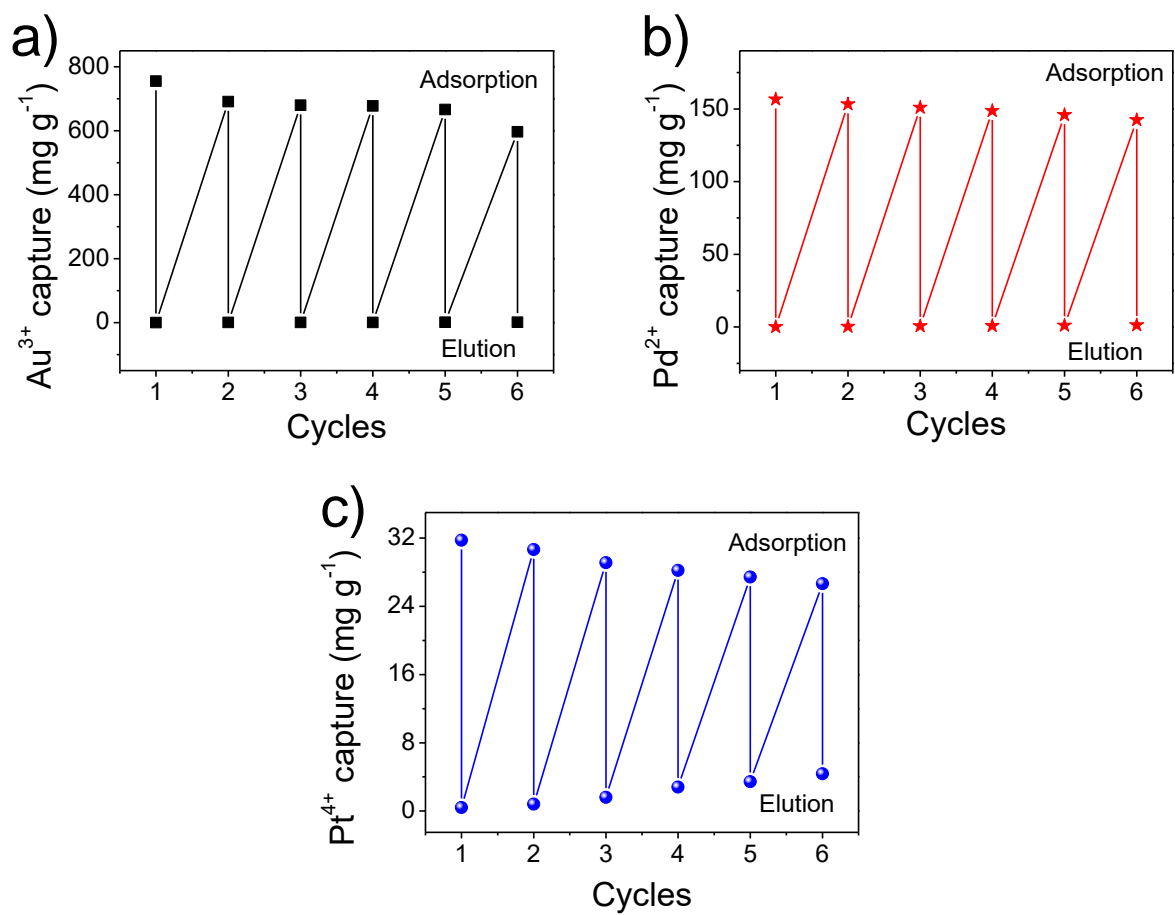 a)
Au³⁺ capture (mg g⁻¹)
800
600
400
200
0
Adsorption
Elution
1 2 3 4 5 6
Cycles
b)
Pd²⁺ capture (mg g⁻¹)
150
100
50
0
Adsorption
Elution
1 2 3 4 5 6
Cycles
c)
Pt⁴⁺ capture (mg g⁻¹)
32
24
16
8
0
Adsorption
Elution
1 2 3 4 5 6
Cycles